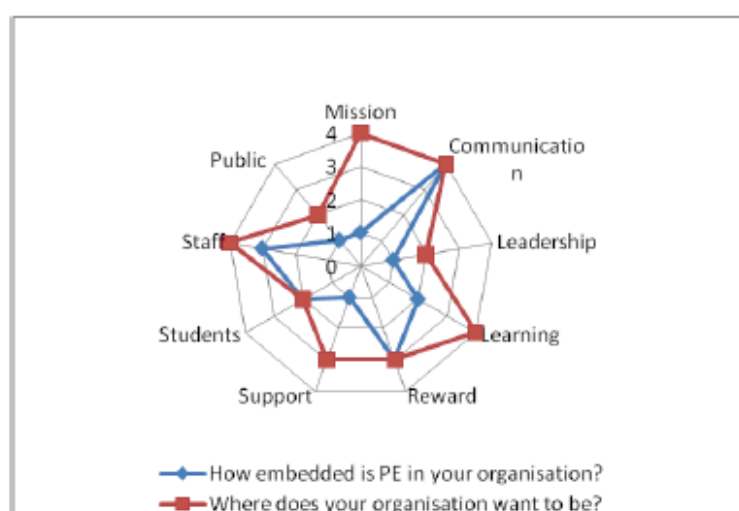 Mission
4
Communicatio
n
3
Public
2
1
Staff
Leadership
0
Students
Learning
Support
Reward
How embedded is PE in your organisation?
Where does your organisation want to be?